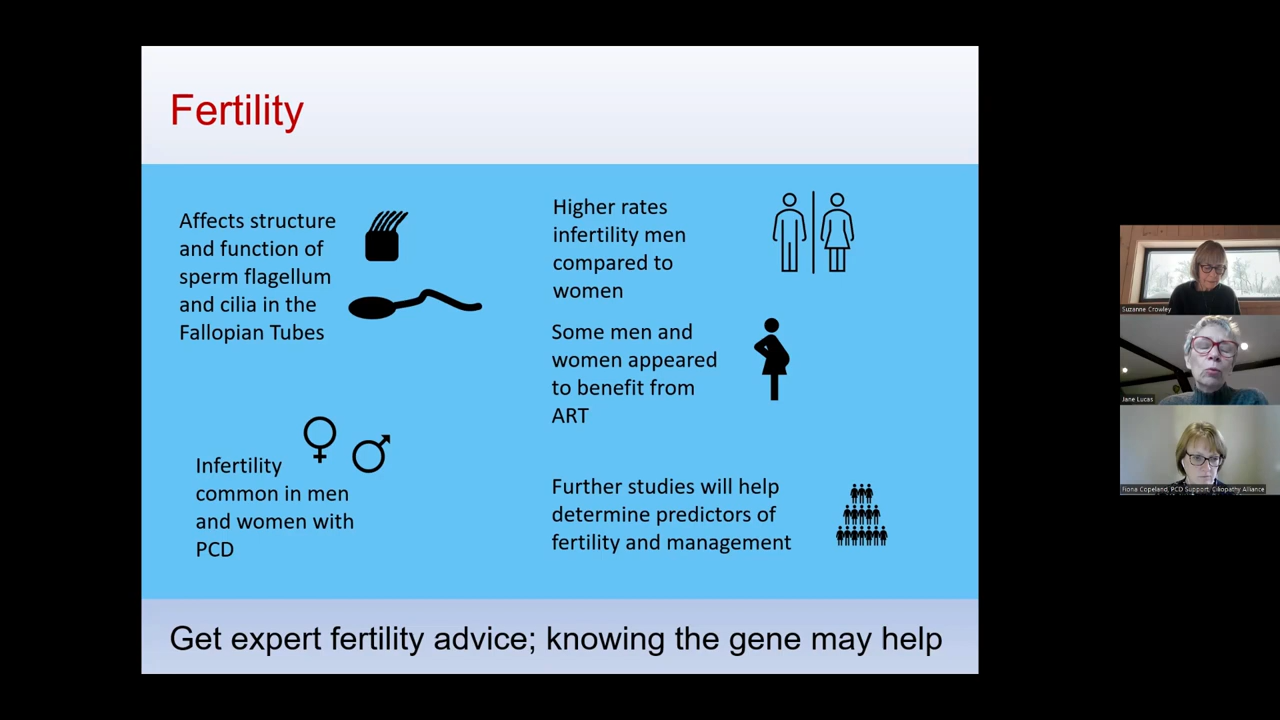 Fertility
Affects structure
and function of
sperm flagellum
and cilia in the
Fallopian Tubes
Infertility
common in men
and women with
PCD
Higher rates
infertility men
compared to
women
Some men and
women appeared
to benefit from
ART
Further studies will help
determine predictors of
fertility and management
Get expert fertility advice; knowing the gene may help
Suzanne Crowley
Jane Lucas
Fiona Copeland, PCD Support, Ciliopathy Alliance